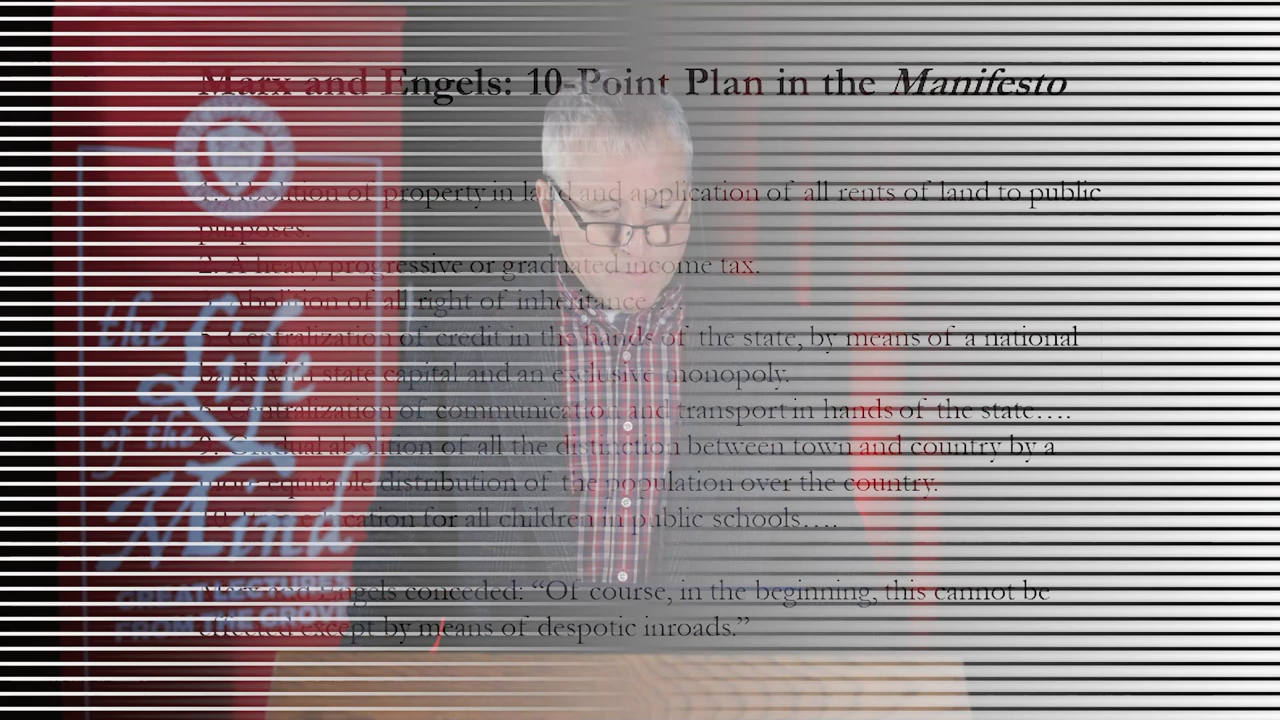 Marx and Engels: 10-Point Plan in the Manifesto
1. Abolition of property in land and application of all rents of land to public
purposes.
2. A heavy progressive or graduated income tax.
3. Abolition of all right of inheritance….
5. Centralization of credit in the hands of the state, by means of a national
bank with state capital and an exclusive monopoly.
Centralization of communication and transport in hands of the state….
9. Gradual abolition of all the distinction between town and country by a
more equitable distribution of the population over the country.
10. Free education for all children in public schools….
Marx and Engels conceded: “Of course, in the beginning, this cannot be
effected except by means of despotic inroads.”
the
Life
of the
Mind
GREAT LECTURES
FROM THE GROVE